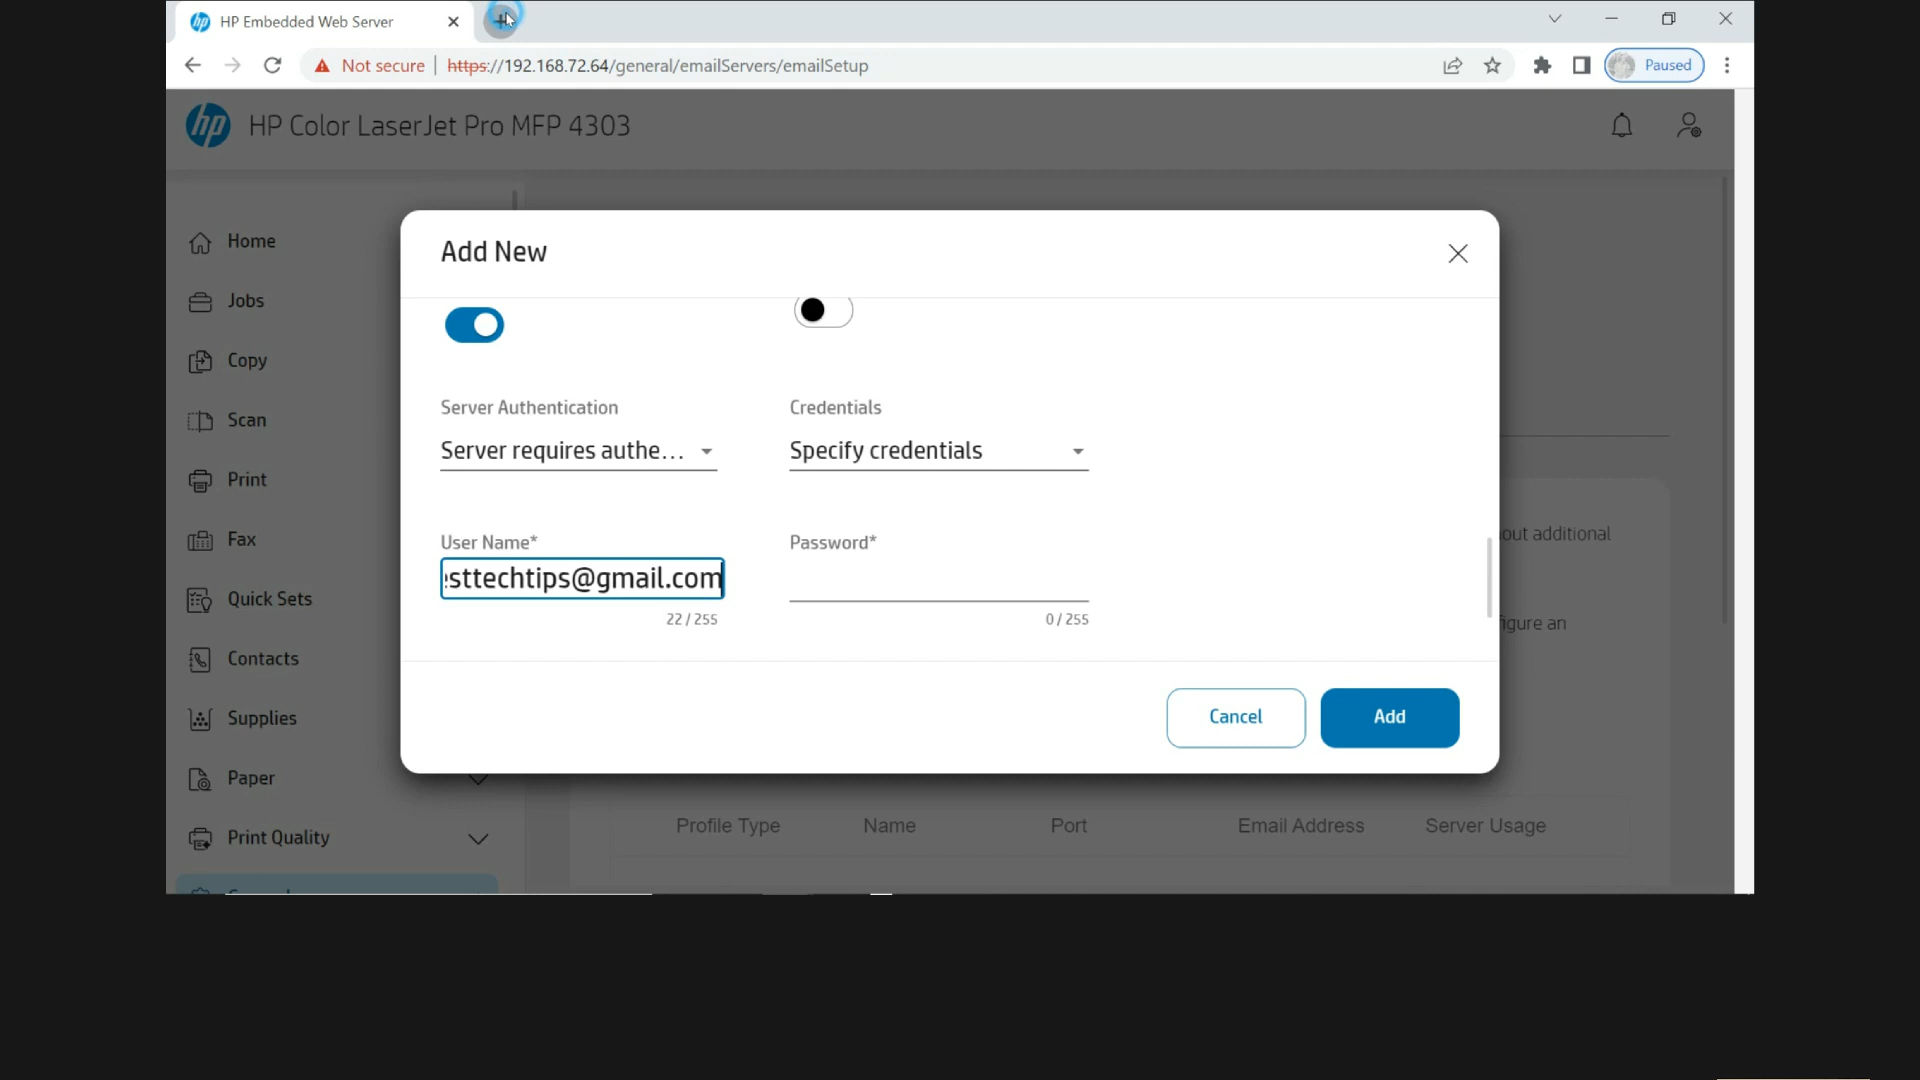 HP Embedded Web Server
Not secure | https://192.168.72.64/general/emailServers/emailSetup
Paused
hp HP Color LaserJet Pro MFP 4303
Home
Jobs
Copy
Scan
Print
Fax
Quick Sets
Contacts
Supplies
Paper
Print Quality
Add New
Server Authentication
Credentials
Server requires authe...
Specify credentials
User Name*
Password*
sttechtips@gmail.com
22 / 255
0 / 255
Cancel
Add
out additional
igure an
Profile Type
Name
Port
Email Address
Server Usage